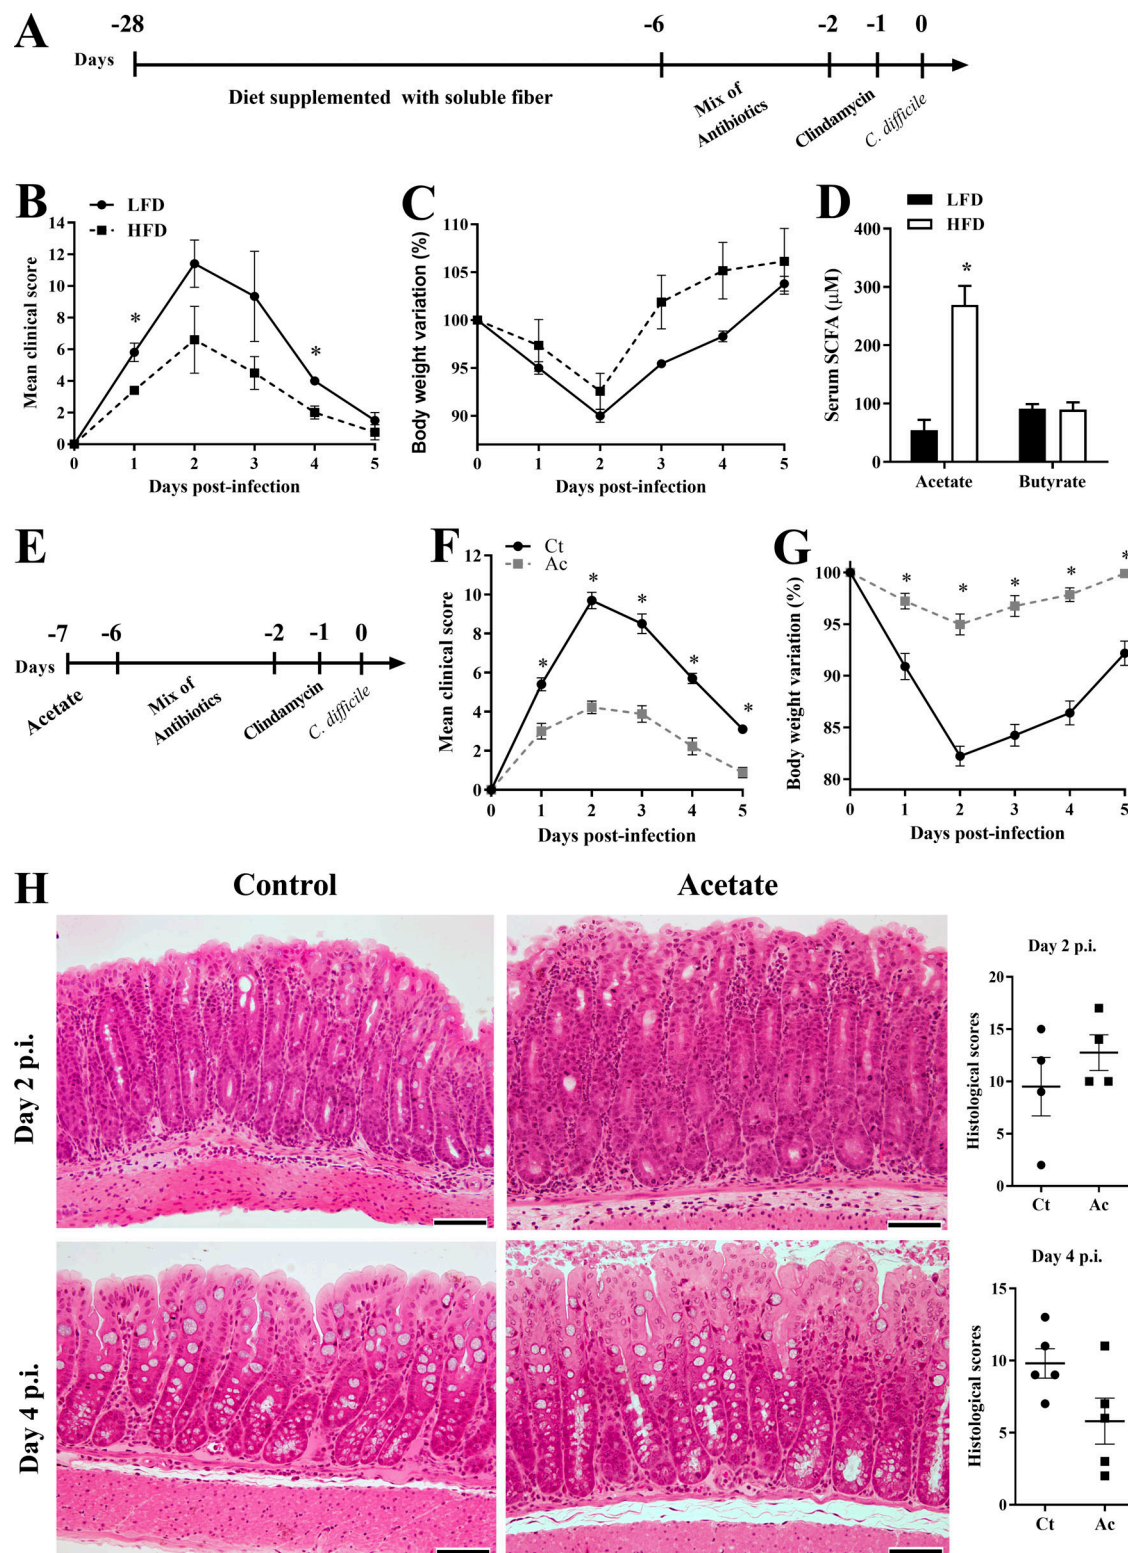 A
-28
-6
-2
-1
0
Days
Diet supplemented with soluble fiber
Mix of
Antibiotics
Clindamycin
C. difficile
B
LFD
HFD
14
12
10
8
6
4
2
0
Mean clinical score
*
*
0
1
2
3
4
5
Days post-infection
C
110
105
100
95
90
Body weight variation (%)
0
1
2
3
4
5
Days post-infection
D
LFD
HFD
400
300
200
100
0
Serum SCFA (μM)
*
Acetate
Butyrate
E
-7
-6
-2
-1
0
Days
Acetate
Mix of
Antibiotics
Clindamycin
C. difficile
F
Ct
Ac
12
10
8
6
4
2
0
Mean clinical score
*
*
*
*
*
0
1
2
3
4
5
Days post-infection
G
100
95
90
85
80
Body weight variation (%)
*
*
*
*
*
0
1
2
3
4
5
Days post-infection
H
Control
Acetate
Day 2 p.i.
Day 2 p.i.
20
15
10
5
0
Histological scores
Ct
Ac
Day 4 p.i.
Day 4 p.i.
15
10
5
0
Histological scores
Ct
Ac